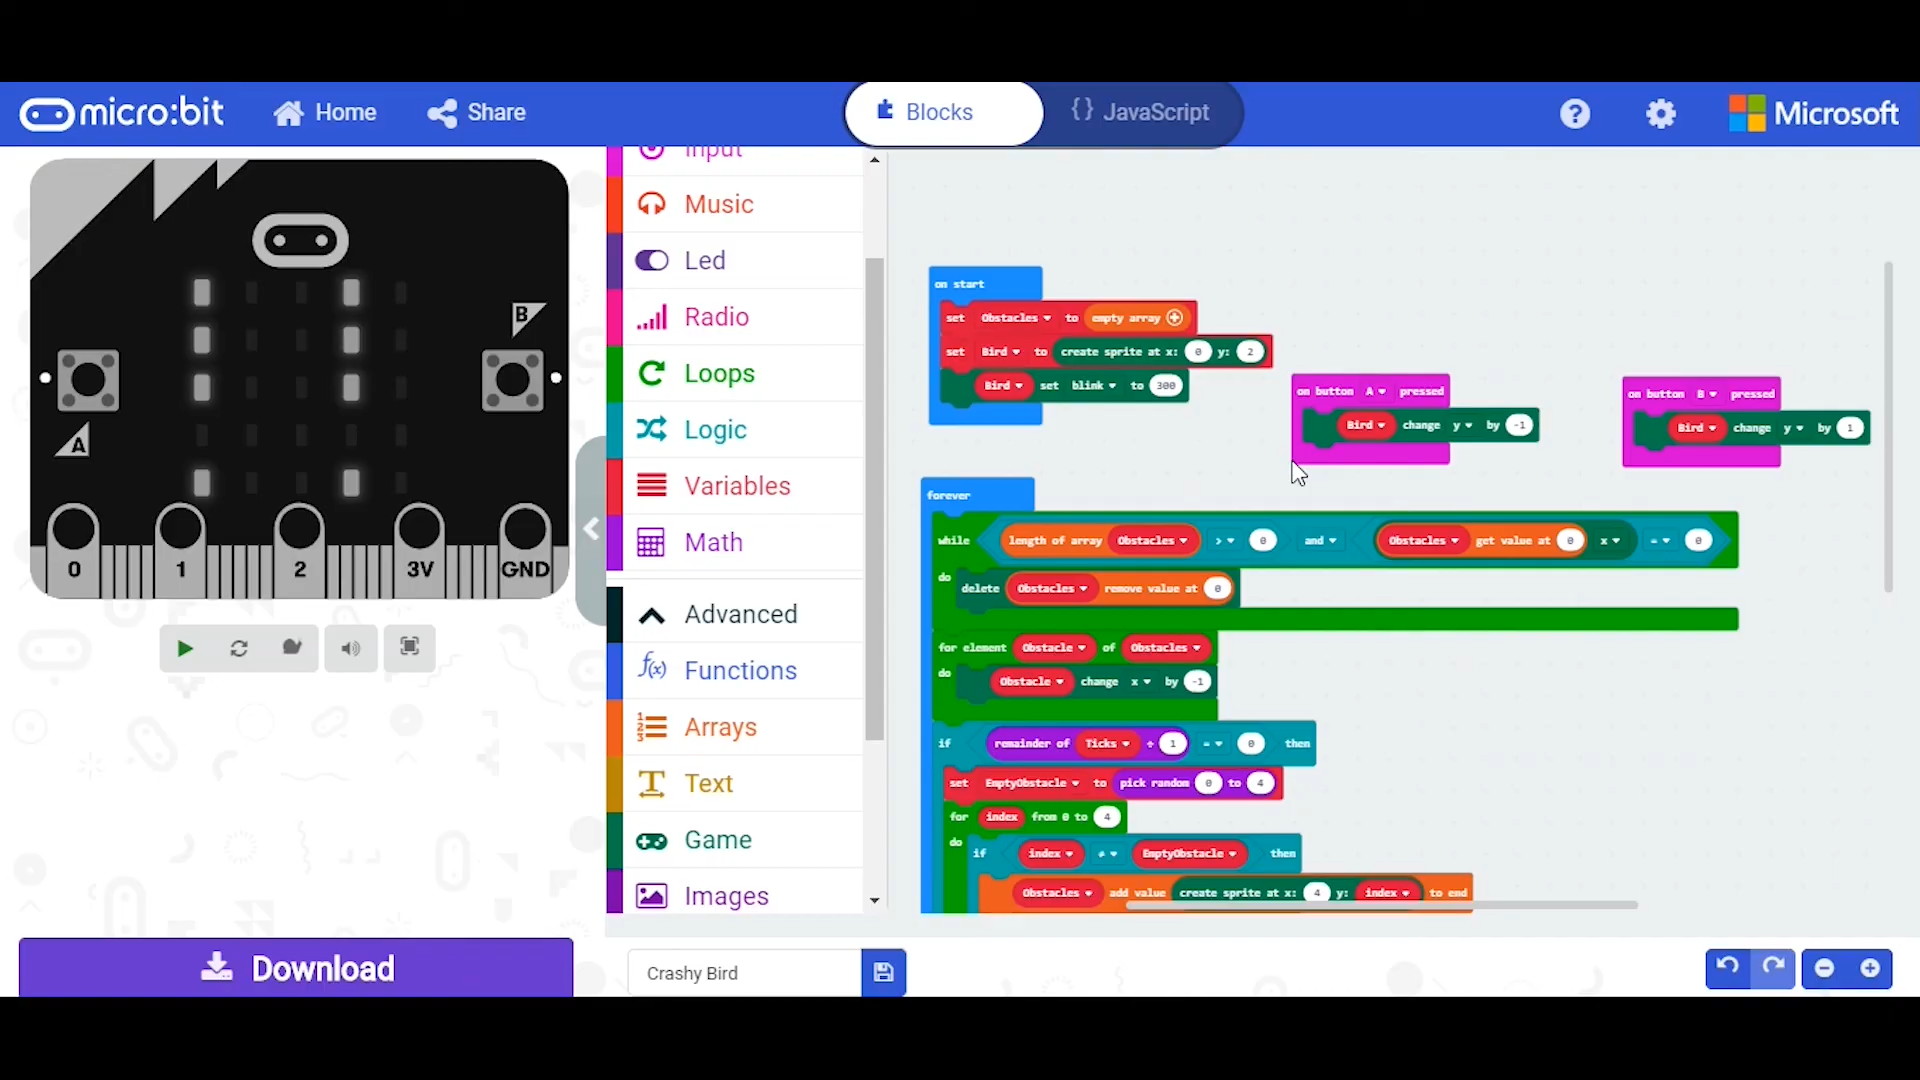 micro:bit
Home
Share
Blocks
{} JavaScript
?
Microsoft
Input
Music
Led
Radio
Loops
Logic
Variables
Math
Advanced
f(x) Functions
Arrays
Text
Game
Images
B
A
0 1 2 3V GND
Download
Crashy Bird
on start
set Obstacles to empty array
set Bird to create sprite at x: 0 y: 2
Bird set blink to 300
on button A pressed
Bird change y by -1
on button B pressed
Bird change y by 1
forever
while length of array Obstacles > 0 and Obstacles get value at 0 x = 0
do delete Obstacles remove value at 0
for element Obstacle of Obstacles
do Obstacle change x by -1
if remainder of Ticks ÷ 1 = 0 then
set EmptyObstacle to pick random 0 to 4
for index from 0 to 4
do if index ≠ EmptyObstacle then
Obstacles add value create sprite at x: 4 y: index to end